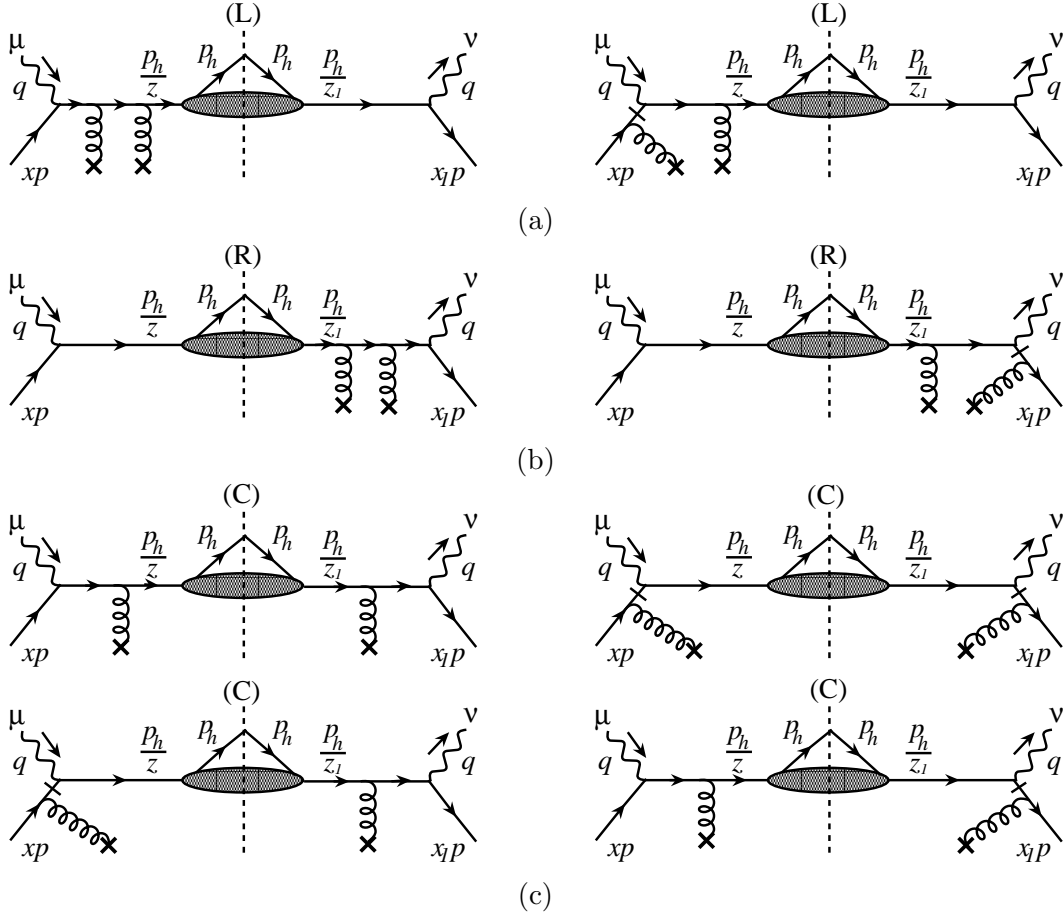 (L) (L)
μ p_h/z p_h p_h p_h/z_1 ν μ p_h/z p_h p_h p_h/z_1 ν
q q q q
xp x_1p xp x_1p
(a)
(R) (R)
μ p_h/z p_h p_h p_h/z_1 ν μ p_h/z p_h p_h p_h/z_1 ν
q q q q
xp x_1p xp x_1p
(b)
(C) (C)
μ p_h/z p_h p_h p_h/z_1 ν μ p_h/z p_h p_h p_h/z_1 ν
q q q q
xp x_1p xp x_1p
(C) (C)
μ p_h/z p_h p_h p_h/z_1 ν μ p_h/z p_h p_h p_h/z_1 ν
q q q q
xp x_1p xp x_1p
(c)